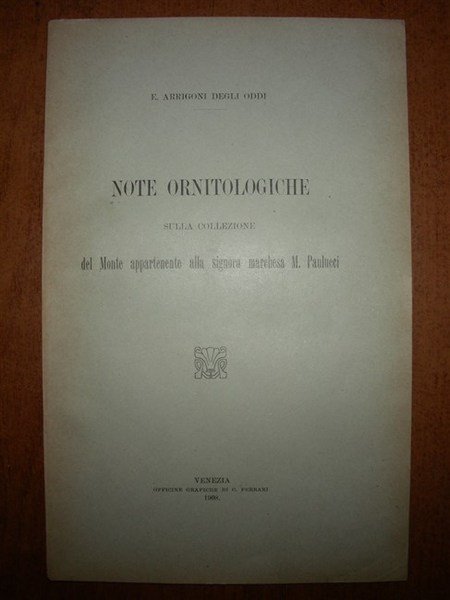 E. ARRIGONI DEGLI ODDI
NOTE ORNITOLOGICHE
SULLA COLLEZIONE
del Monte appartenente alla signora marchesa M. Paulucci
VENEZIA
OFFICINE GRAFICHE DI C. FERRARI
1908.